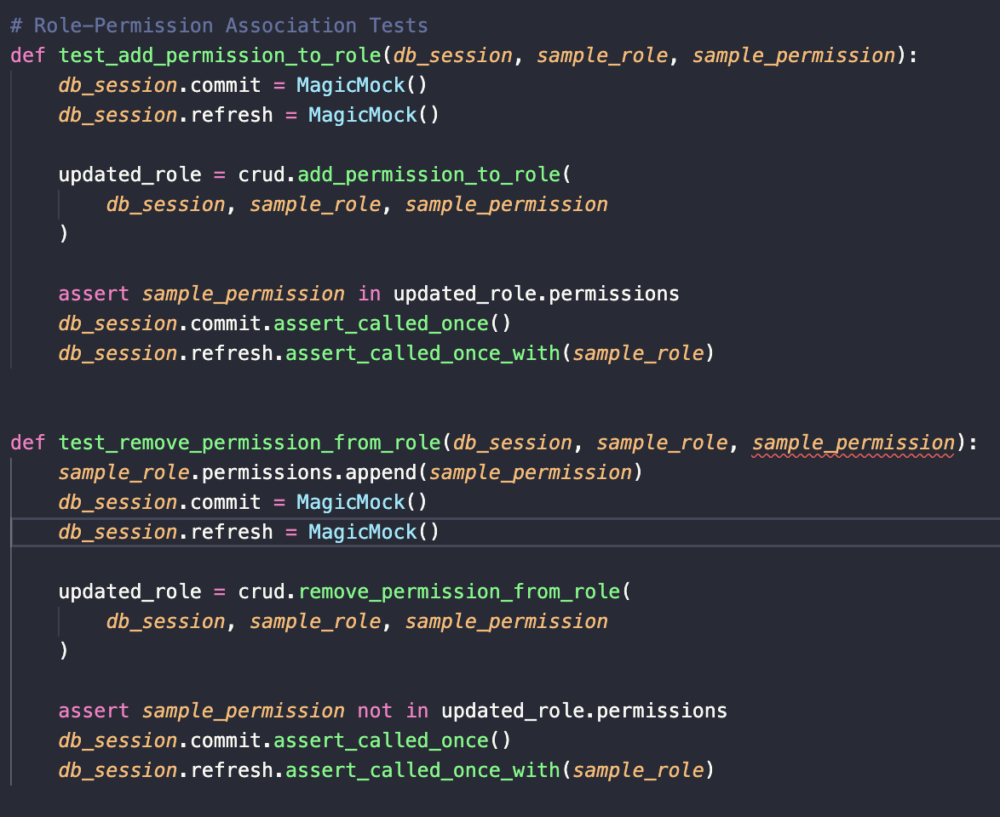 # Role-Permission Association Tests
def test_add_permission_to_role(db_session, sample_role, sample_permission):
    db_session.commit = MagicMock()
    db_session.refresh = MagicMock()

    updated_role = crud.add_permission_to_role(
        db_session, sample_role, sample_permission
    )

    assert sample_permission in updated_role.permissions
    db_session.commit.assert_called_once()
    db_session.refresh.assert_called_once_with(sample_role)


def test_remove_permission_from_role(db_session, sample_role, sample_permission):
    sample_role.permissions.append(sample_permission)
    db_session.commit = MagicMock()
    db_session.refresh = MagicMock()

    updated_role = crud.remove_permission_from_role(
        db_session, sample_role, sample_permission
    )

    assert sample_permission not in updated_role.permissions
    db_session.commit.assert_called_once()
    db_session.refresh.assert_called_once_with(sample_role)